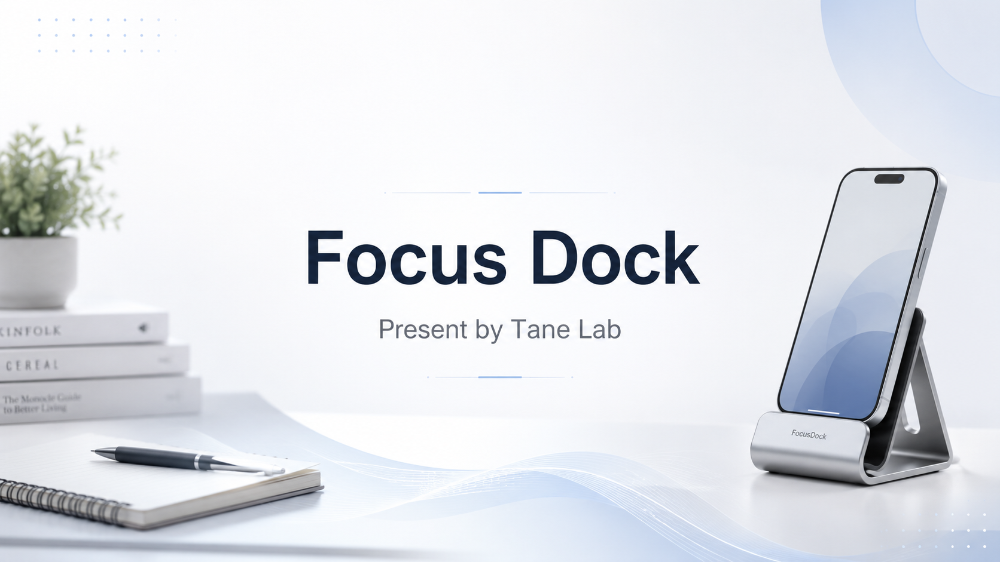 Focus Dock
Present by Tane Lab
KINFOLK
CEREAL
The Monocle Guide
to Better Living
FocusDock